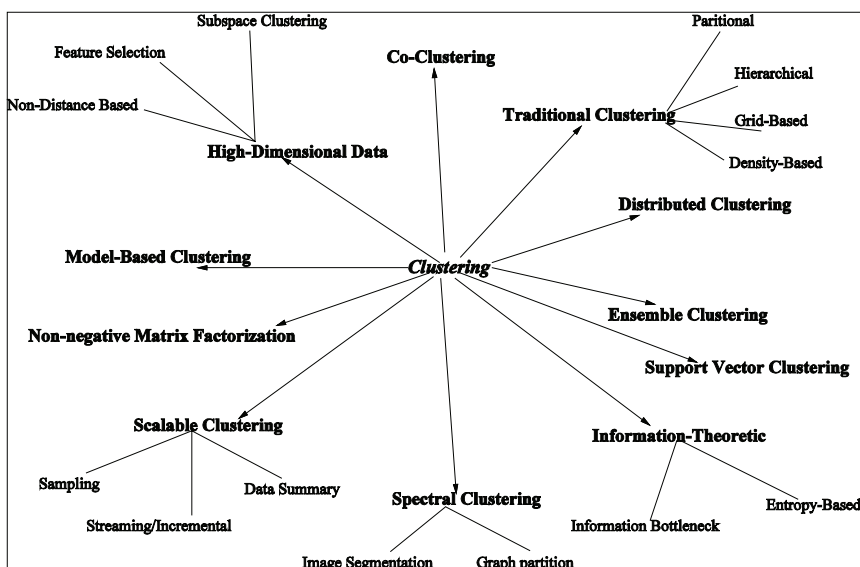 Subspace Clustering
Paritional
Feature Selection
Co-Clustering
Hierarchical
Non-Distance Based
Traditional Clustering
Grid-Based
High-Dimensional Data
Density-Based
Distributed Clustering
Model-Based Clustering
Clustering
Ensemble Clustering
Non-negative Matrix Factorization
Support Vector Clustering
Scalable Clustering
Information-Theoretic
Sampling
Data Summary
Spectral Clustering
Entropy-Based
Streaming/Incremental
Information Bottleneck
Image Segmentation
Graph partition